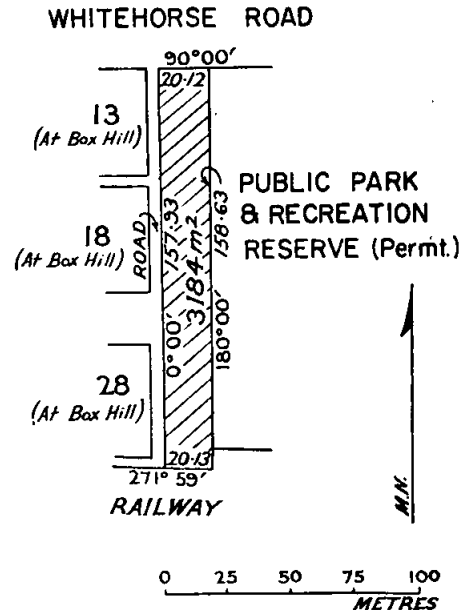 WHITEHORSE ROAD
90°00′
20·12
13
(At Box Hill)
PUBLIC PARK
& RECREATION
RESERVE (Permt.)
18
(At Box Hill)
ROAD
157·93
3184m²
158·63
0°00′
180°00′
28
(At Box Hill)
20·13
271° 59′
RAILWAY
M.N.
0 25 50 75 100
METRES